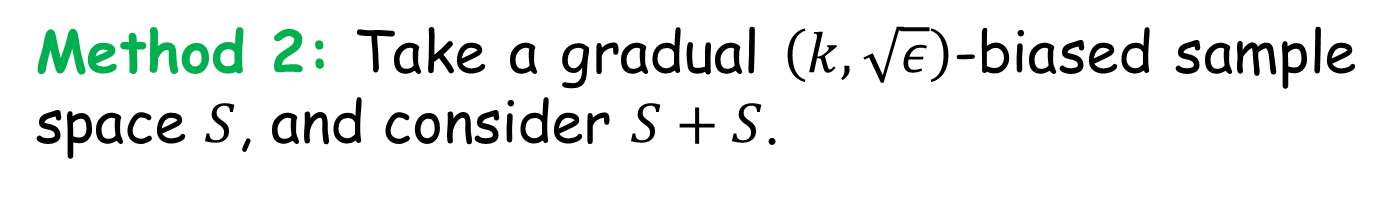 Method 2: Take a gradual (k, √ϵ)-biased sample
space S, and consider S + S.